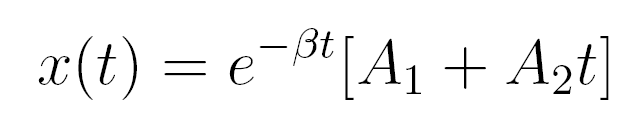 x(t) = e^{-βt}[A_1 + A_2t]